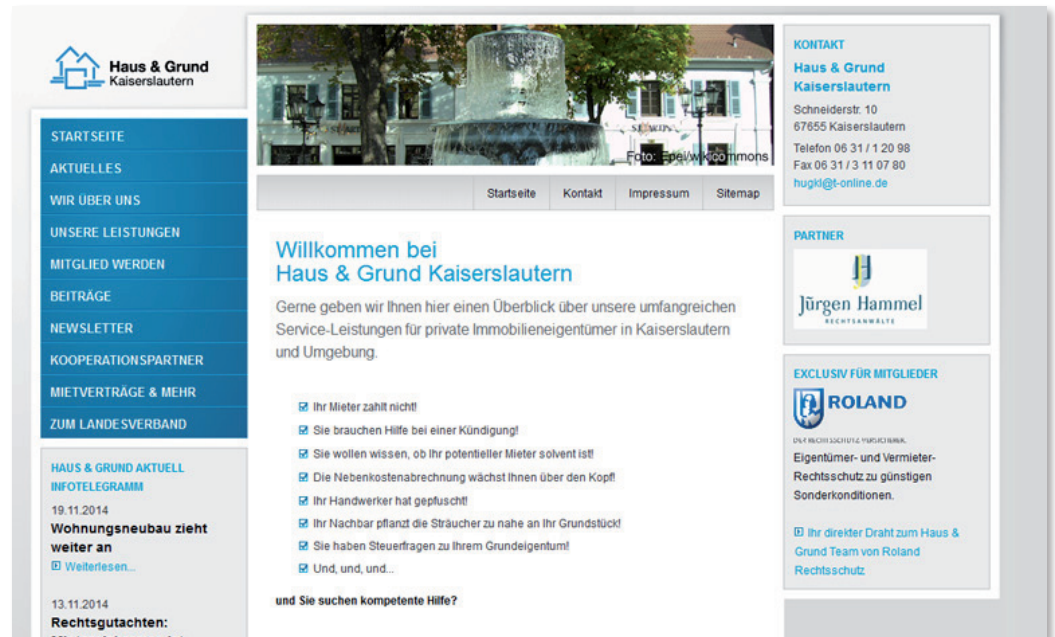 Haus & Grund
Kaiserslautern
STARTSEITE
AKTUELLES
WIR ÜBER UNS
UNSERE LEISTUNGEN
MITGLIED WERDEN
BEITRÄGE
NEWSLETTER
KOOPERATIONSPARTNER
MIETVERTRÄGE & MEHR
ZUM LANDESVERBAND
HAUS & GRUND AKTUELL
INFOTELEGRAMM
19.11.2014
Wohnungsneubau zieht
weiter an
Weiterlesen...
13.11.2014
Rechtsgutachten:
Foto: Epei/wikicommons
Startseite Kontakt Impressum Sitemap
Willkommen bei
Haus & Grund Kaiserslautern
Gerne geben wir Ihnen hier einen Überblick über unsere umfangreichen
Service-Leistungen für private Immobilieneigentümer in Kaiserslautern
und Umgebung.
Ihr Mieter zahlt nicht!
Sie brauchen Hilfe bei einer Kündigung!
Sie wollen wissen, ob Ihr potentieller Mieter solvent ist!
Die Nebenkostenabrechnung wächst Ihnen über den Kopf!
Ihr Handwerker hat gepfuscht!
Ihr Nachbar pflanzt die Sträucher zu nahe an Ihr Grundstück!
Sie haben Steuerfragen zu Ihrem Grundeigentum!
Und, und, und...
und Sie suchen kompetente Hilfe?
KONTAKT
Haus & Grund
Kaiserslautern
Schneiderstr. 10
67655 Kaiserslautern
Telefon 06 31 / 1 20 98
Fax 06 31 / 3 11 07 80
hugkl@t-online.de
PARTNER
Jürgen Hammel
RECHTSANWÄLTE
EXCLUSIV FÜR MITGLIEDER
ROLAND
DER RECHTSSCHUTZ-VERSICHERER.
Eigentümer- und Vermieter-
Rechtsschutz zu günstigen
Sonderkonditionen.
Ihr direkter Draht zum Haus &
Grund Team von Roland
Rechtsschutz